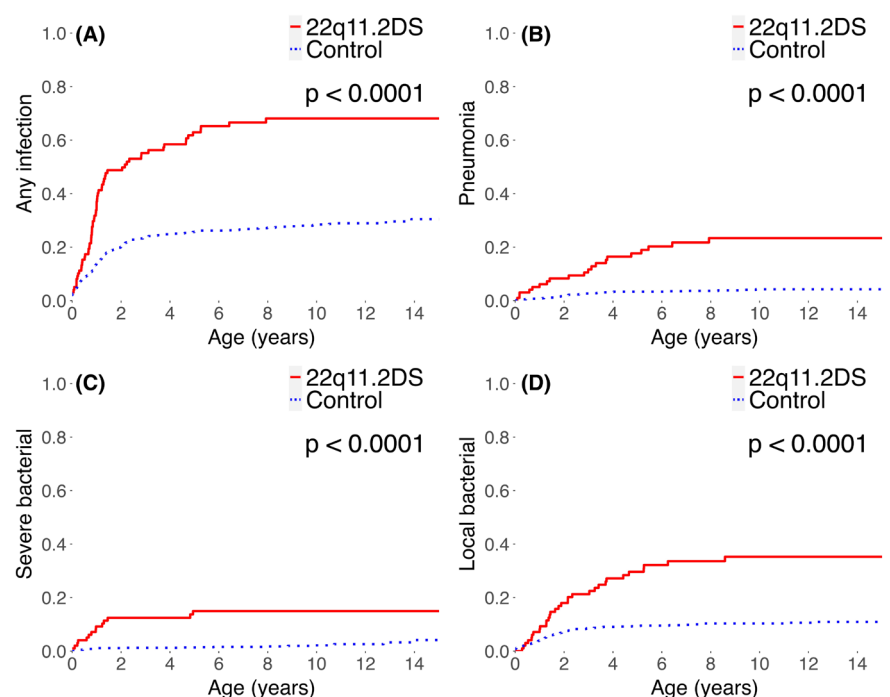 (A)
22q11.2DS
Control
p < 0.0001
Any infection
1.0
0.8
0.6
0.4
0.2
0.0
0 2 4 6 8 10 12 14
Age (years)
(B)
22q11.2DS
Control
p < 0.0001
Pneumonia
1.0
0.8
0.6
0.4
0.2
0.0
0 2 4 6 8 10 12 14
Age (years)
(C)
22q11.2DS
Control
p < 0.0001
Severe bacterial
1.0
0.8
0.6
0.4
0.2
0.0
0 2 4 6 8 10 12 14
Age (years)
(D)
22q11.2DS
Control
p < 0.0001
Local bacterial
1.0
0.8
0.6
0.4
0.2
0.0
0 2 4 6 8 10 12 14
Age (years)